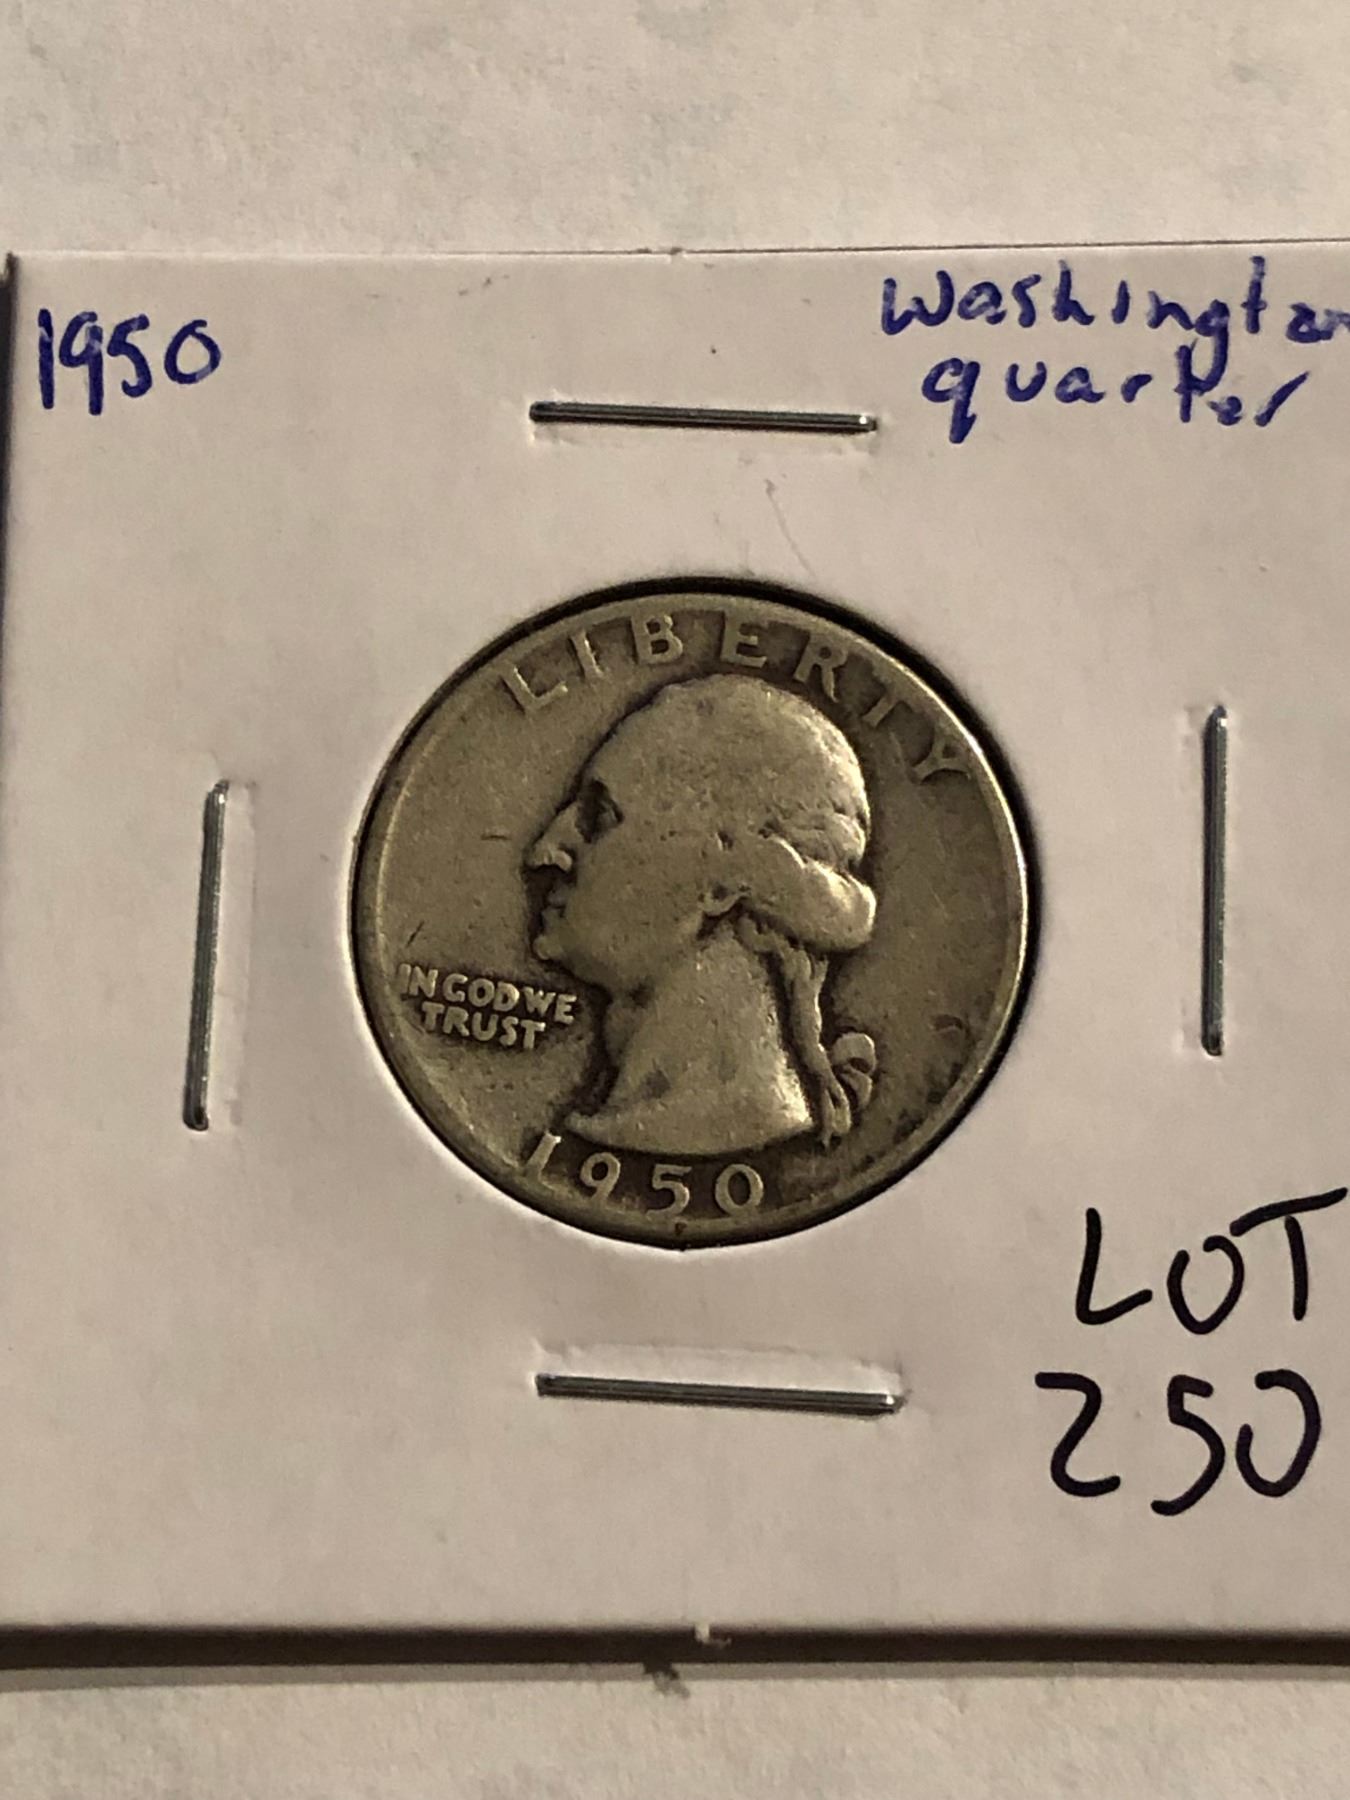 1950
Washington
quarter
LIBERTY
IN GOD WE
TRUST
1950
LOT
250